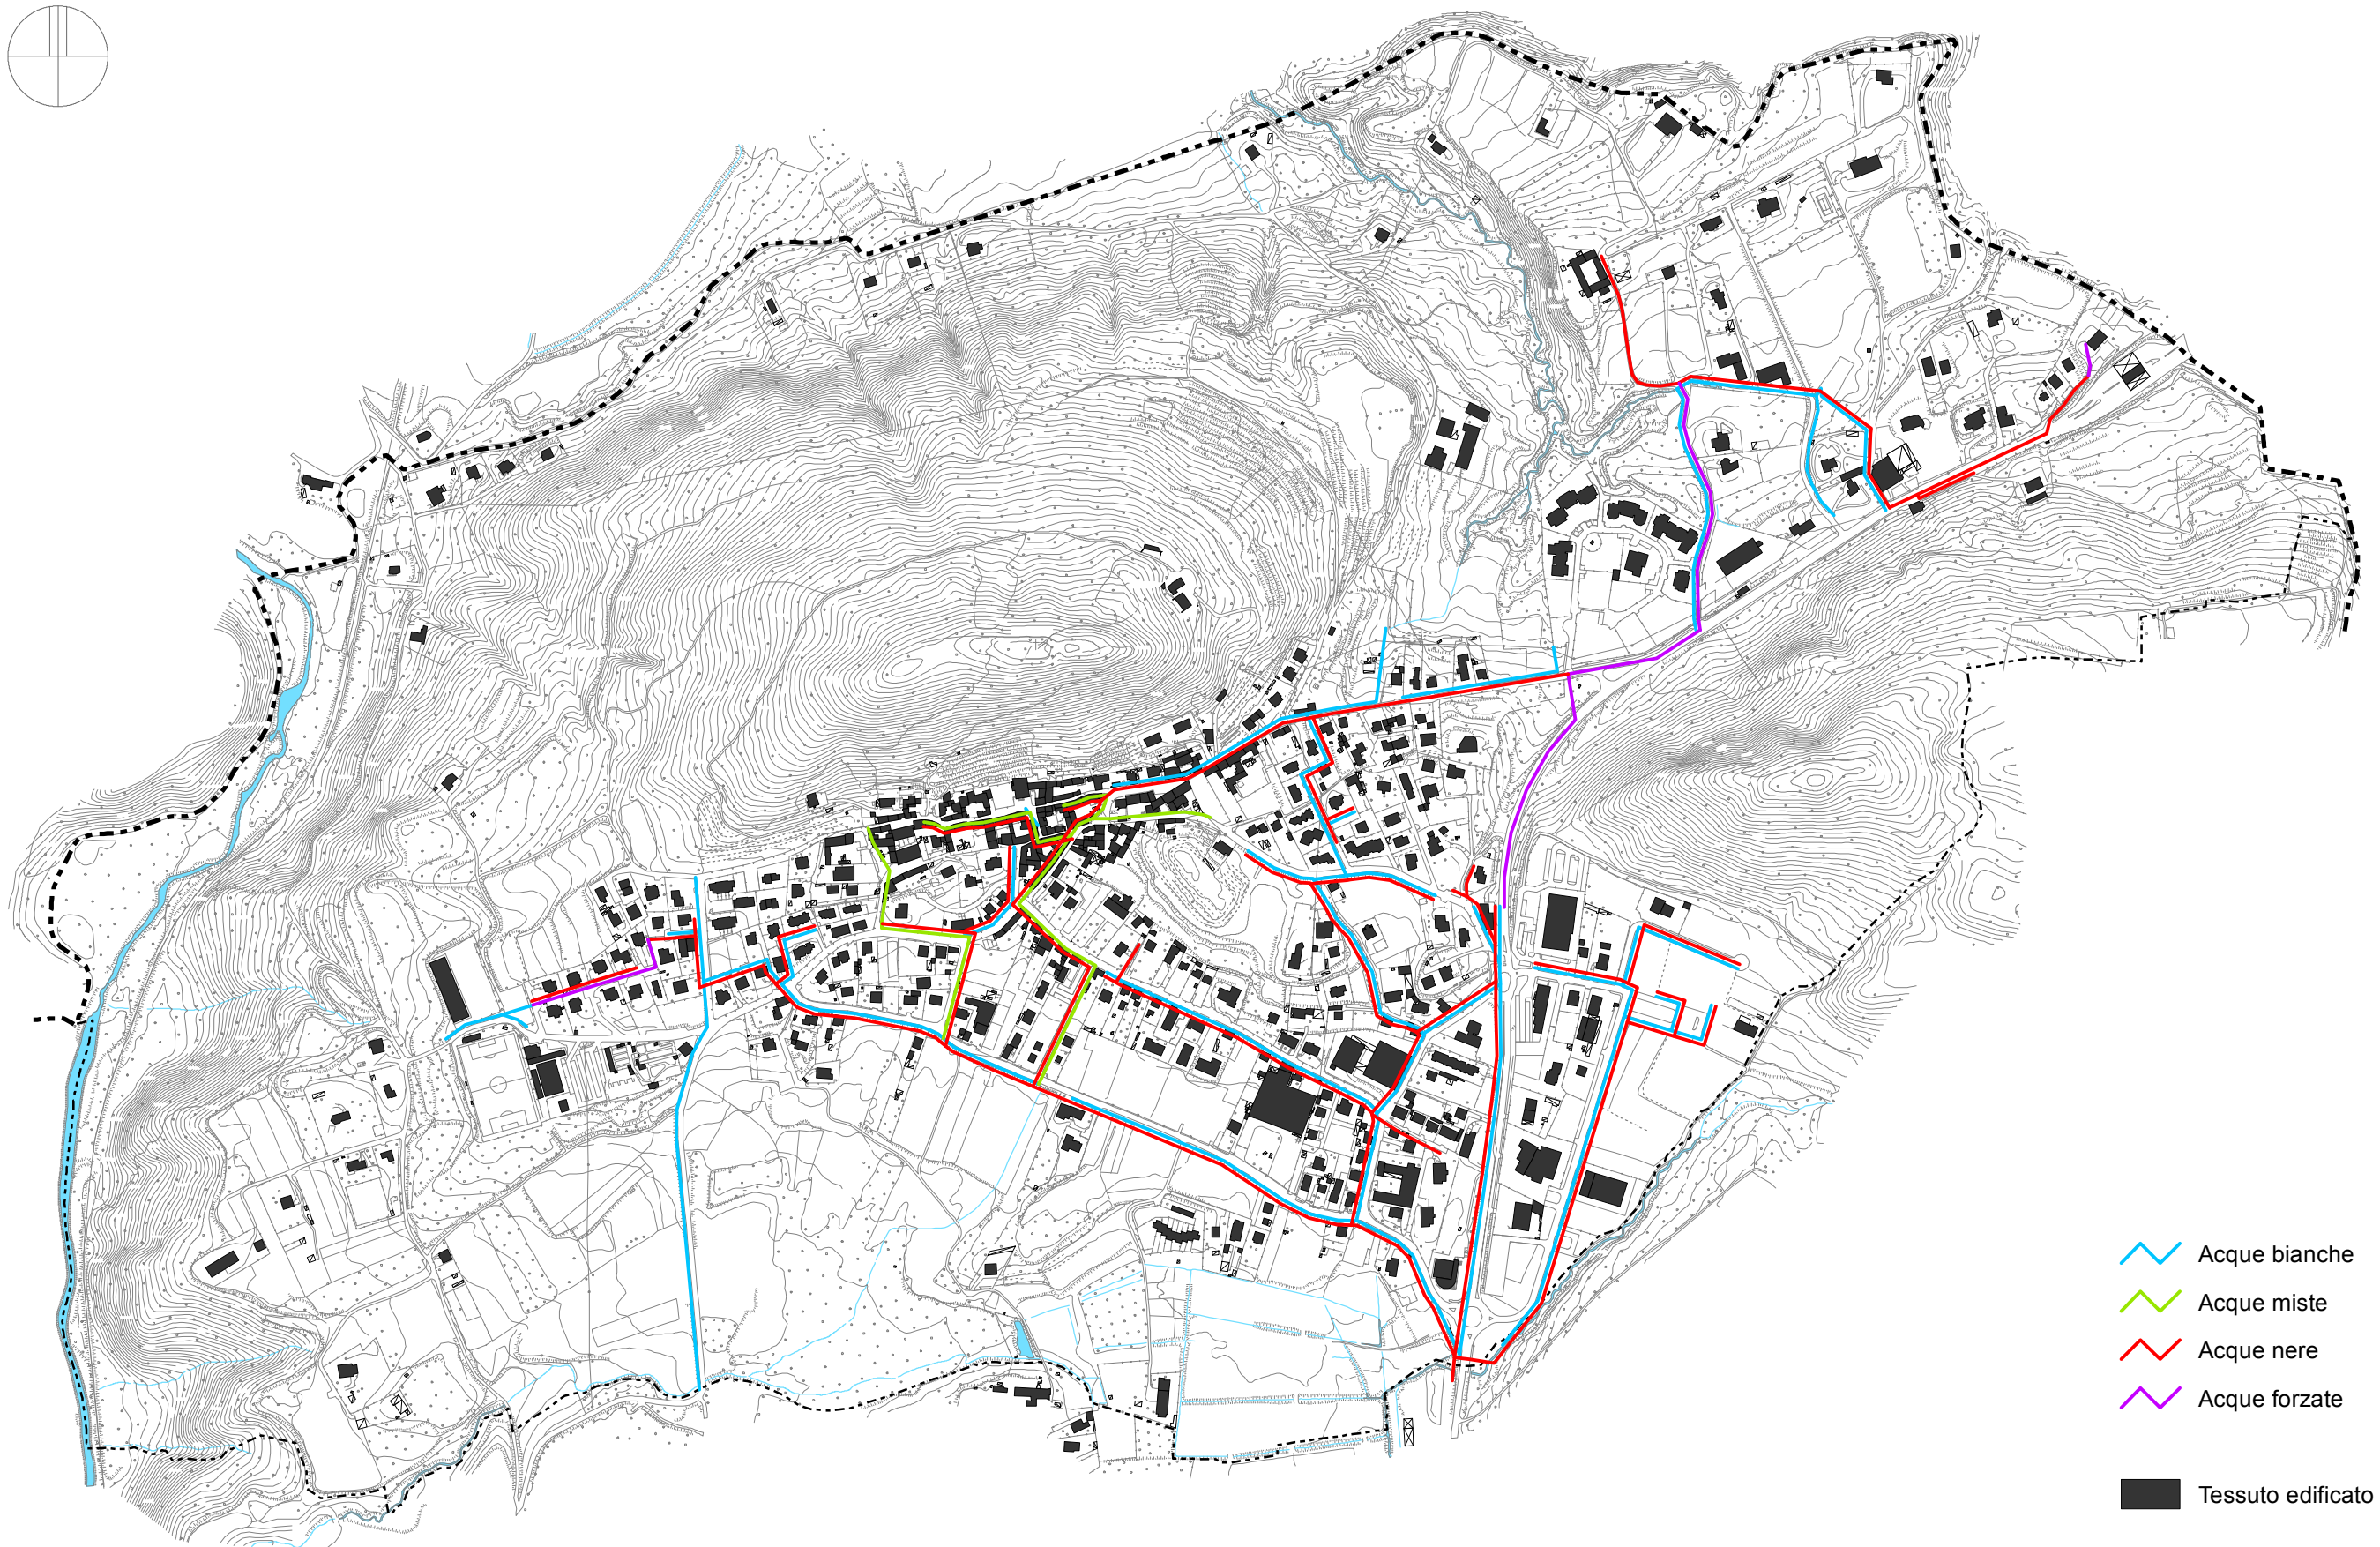 Acque bianche
Acque miste
Acque nere
Acque forzate
Tessuto edificato